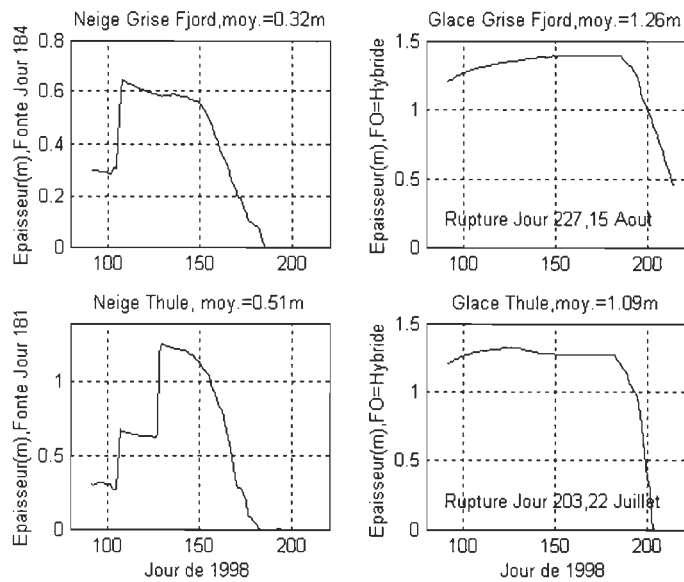 Neige Grise Fjord,moy.=0.32m
Epaisseur(m),Fonte Jour 184
0.8
0.6
0.4
0.2
0
100 150 200
Glace Grise Fjord,moy.=1.26m
Epaisseur(m),FO=Hybride
1.5
1
0.5
0
Rupture Jour 227,15 Aout
100 150 200
Neige Thule, moy.=0.51m
Epaisseur(m),Fonte Jour 181
1
0.5
0
100 150 200
Jour de 1998
Glace Thule,moy.=1.09m
Epaisseur(m),FO=Hybride
1.5
1
0.5
0
Rupture Jour 203,22 Juillet
100 150 200
Jour de 1998